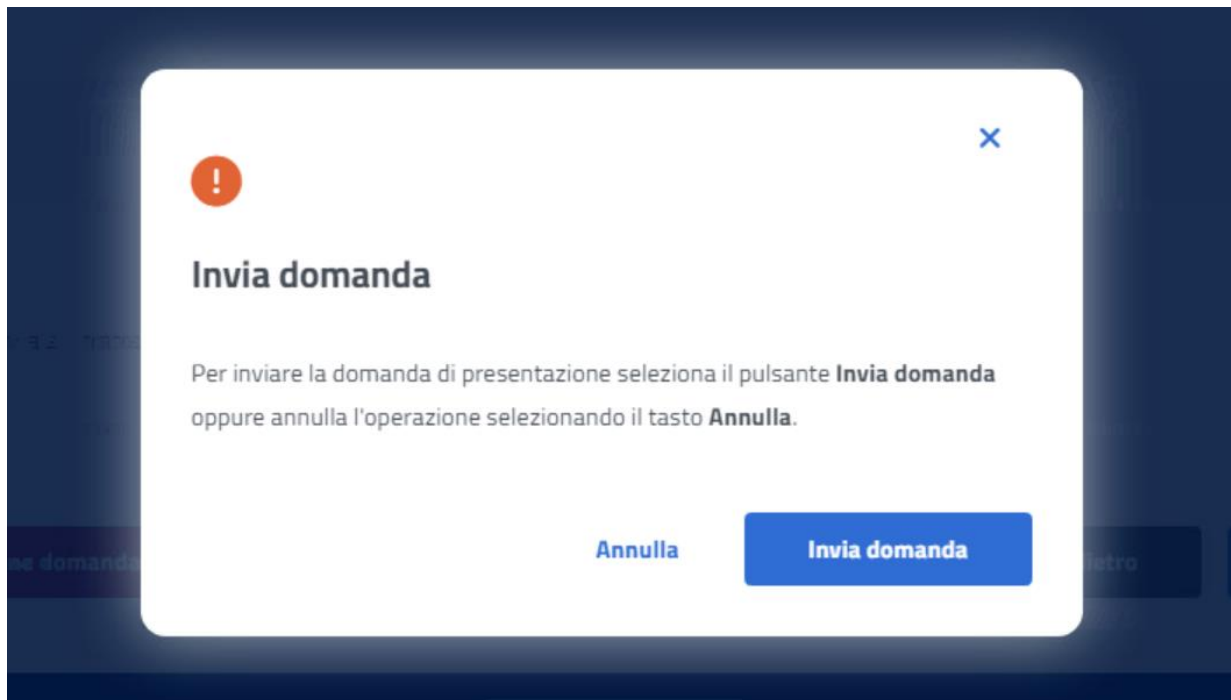 Invia domanda
Per inviare la domanda di presentazione seleziona il pulsante Invia domanda
oppure annulla l'operazione selezionando il tasto Annulla.
Annulla
Invia domanda
domanda